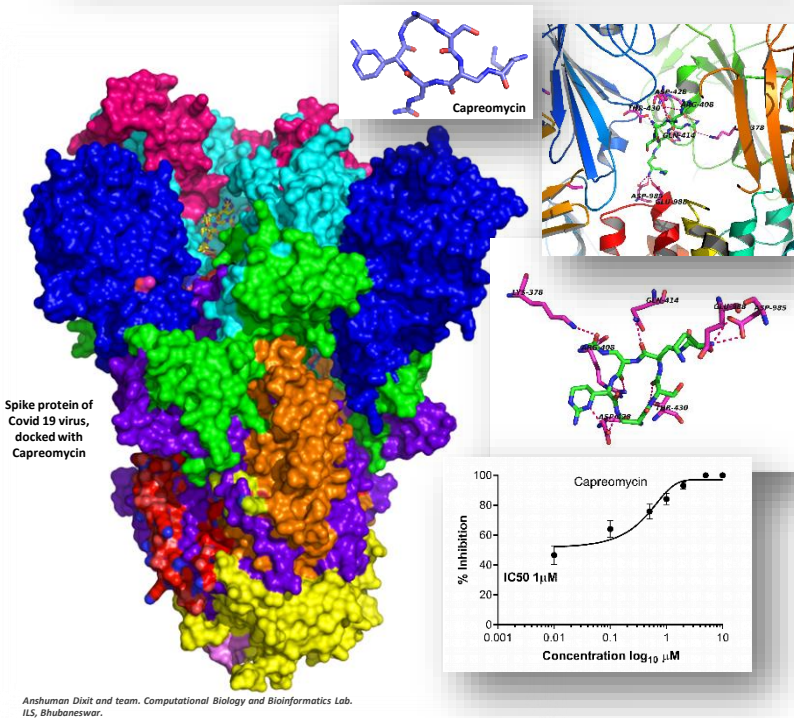 Capreomycin
ASP-428
THR-430
ARG-408
GLN-414
378
ASP-985
GLU-988
LYS-378
GLN-414
ASP-985
ARG-408
THR-430
Spike protein of
Covid 19 virus,
docked with
Capreomycin
Capreomycin
% Inhibition
100
80
60
40
20
0
IC50 1μM
0.001
0.01
0.1
1
10
Concentration log10 μM
Anshuman Dixit and team. Computational Biology and Bioinformatics Lab.
ILS, Bhubaneswar.